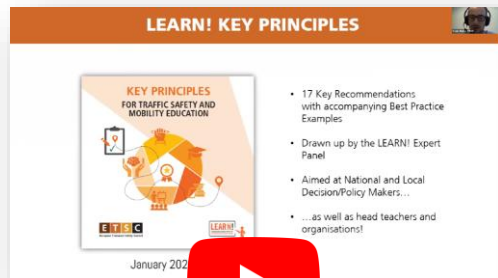 LEARN! KEY PRINCIPLES
KEY PRINCIPLES
FOR TRAFFIC SAFETY AND
MOBILITY EDUCATION
ETSC
LEARN!
January 202
• 17 Key Recommendations
with accompanying Best Practice
Examples
• Drawn up by the LEARN! Expert
Panel
• Aimed at National and Local
Decision/Policy Makers...
• ...as well as head teachers and
organisations!